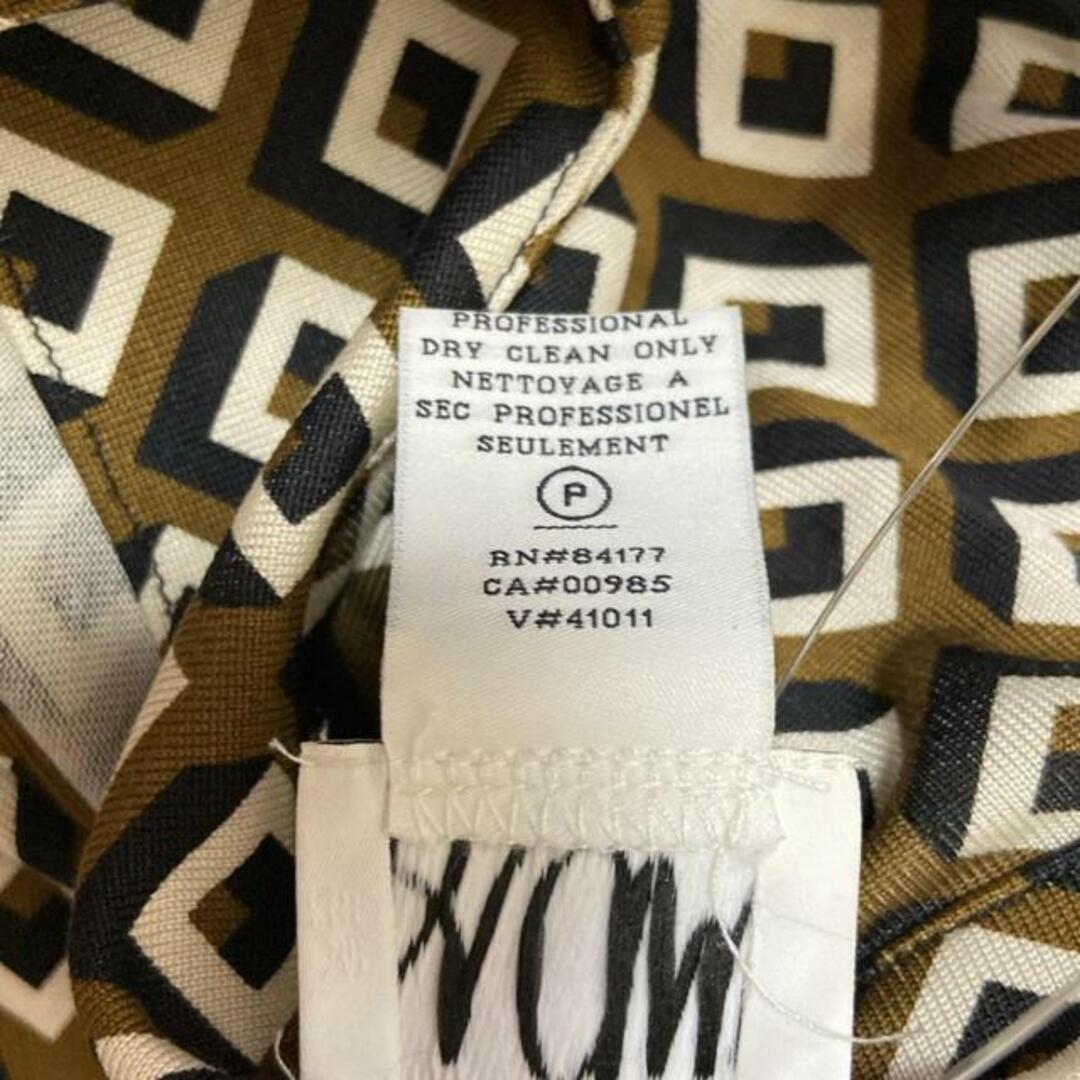 PROFESSIONAL
DRY CLEAN ONLY
NETTOYAGE A
SEC PROFESSIONEL
SEULEMENT
P
RN#84177
CA#00985
V#41011